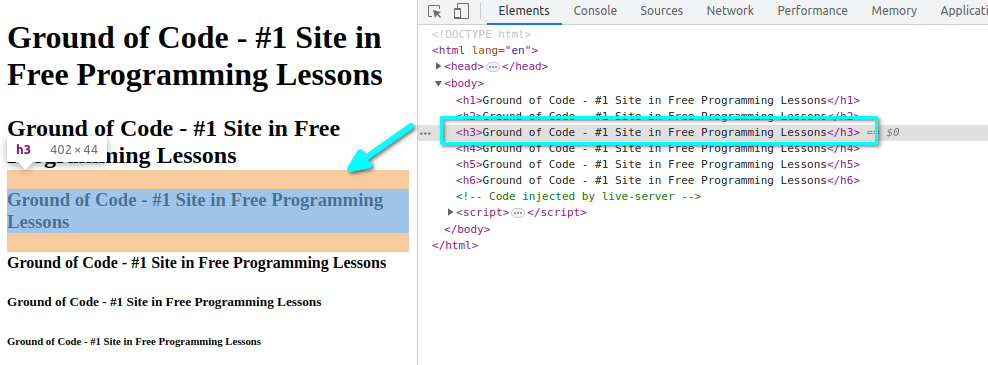 Ground of Code - #1 Site in
Free Programming Lessons
Ground of Code - #1 Site in Free
Programming Lessons
h3 402 × 44
Ground of Code - #1 Site in Free Programming
Lessons
Ground of Code - #1 Site in Free Programming Lessons
Ground of Code - #1 Site in Free Programming Lessons
Ground of Code - #1 Site in Free Programming Lessons
Elements Console Sources Network Performance Memory
<!DOCTYPE html>
<html lang="en">
<head>…</head>
<body>
<h1>Ground of Code - #1 Site in Free Programming Lessons</h1>
<h2>Ground of Code - #1 Site in Free Programming Lessons</h2>
… <h3>Ground of Code - #1 Site in Free Programming Lessons</h3> == $0
<h4>Ground of Code - #1 Site in Free Programming Lessons</h4>
<h5>Ground of Code - #1 Site in Free Programming Lessons</h5>
<h6>Ground of Code - #1 Site in Free Programming Lessons</h6>
<!-- Code injected by live-server -->
<script>…</script>
</body>
</html>